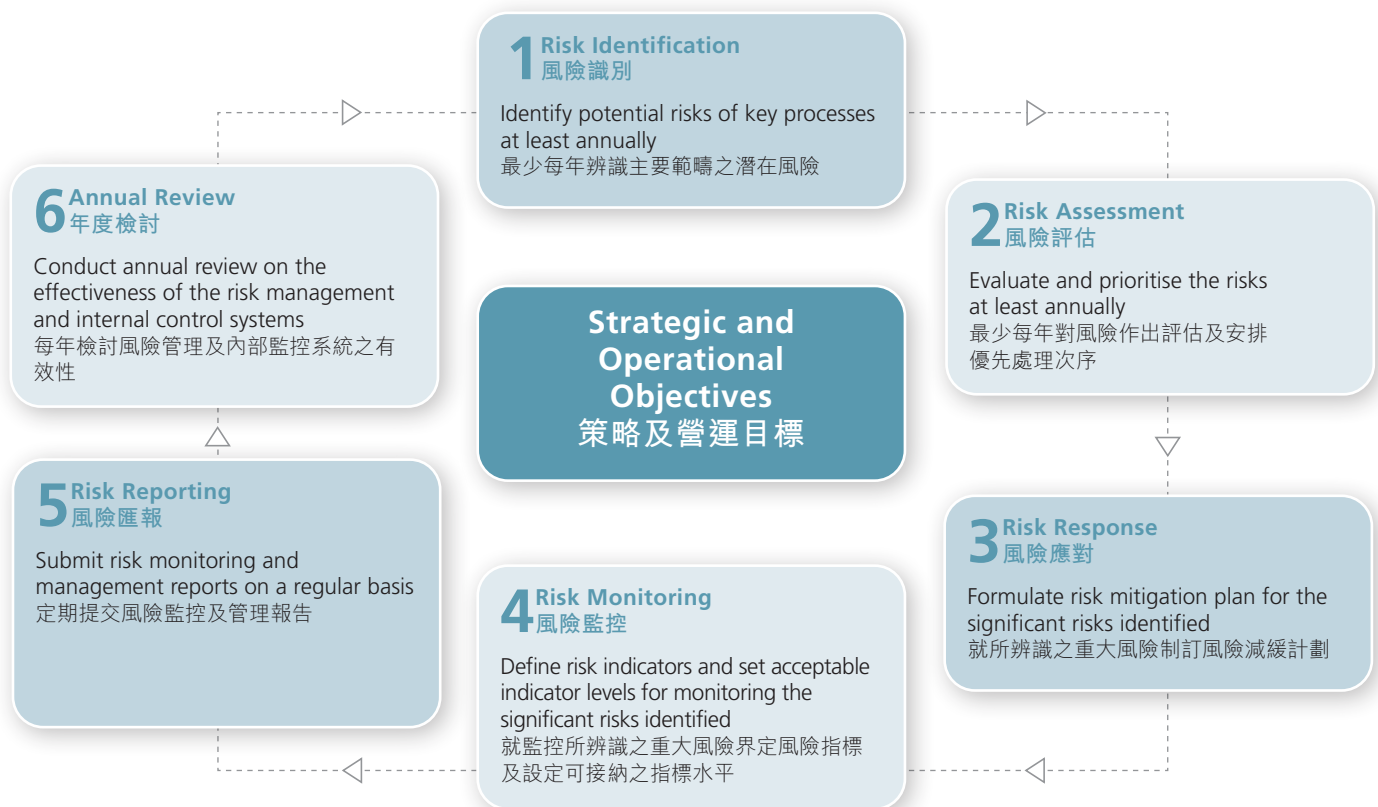 1 Risk Identification
風險識別
Identify potential risks of key processes
at least annually
最少每年辨識主要範疇之潛在風險
2 Risk Assessment
風險評估
Evaluate and prioritise the risks
at least annually
最少每年對風險作出評估及安排
優先處理次序
3 Risk Response
風險應對
Formulate risk mitigation plan for the
significant risks identified
就所辨識之重大風險制訂風險減緩計劃
4 Risk Monitoring
風險監控
Define risk indicators and set acceptable
indicator levels for monitoring the
significant risks identified
就監控所辨識之重大風險界定風險指標
及設定可接納之指標水平
5 Risk Reporting
風險匯報
Submit risk monitoring and
management reports on a regular basis
定期提交風險監控及管理報告
6 Annual Review
年度檢討
Conduct annual review on the
effectiveness of the risk management
and internal control systems
每年檢討風險管理及內部監控系統之有
效性
Strategic and
Operational
Objectives
策略及營運目標